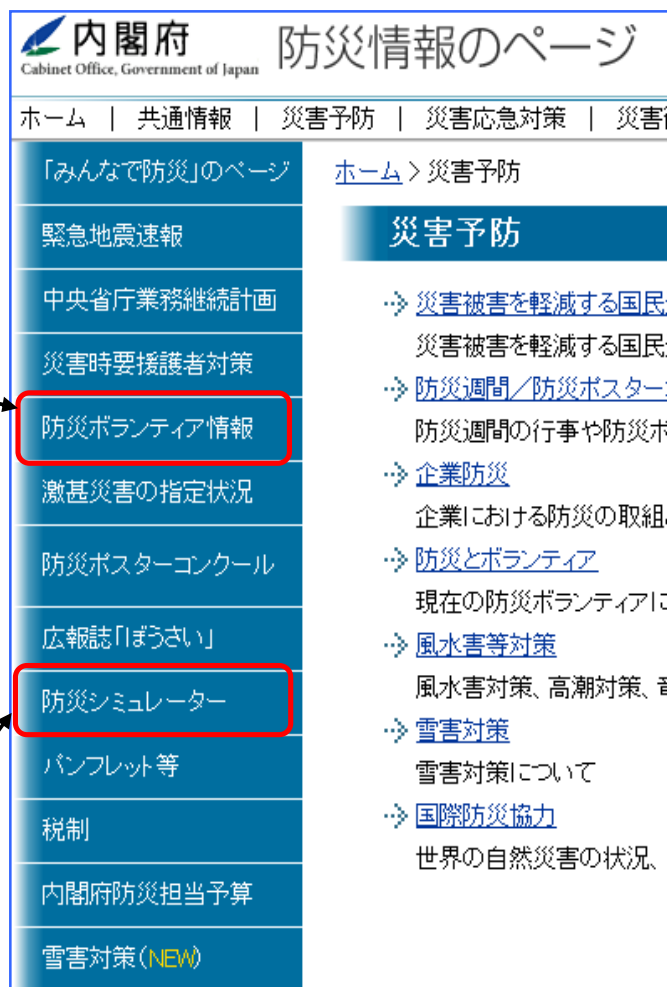 内閣府
Cabinet Office, Government of Japan
防災情報のページ
ホーム | 共通情報 | 災害予防 | 災害応急対策 | 災害
「みんなで防災」のページ
緊急地震速報
中央省庁業務継続計画
災害時要援護者対策
防災ボランティア情報
激甚災害の指定状況
防災ポスターコンクール
広報誌「ぼうさい」
防災シミュレーター
パンフレット等
税制
内閣府防災担当予算
雪害対策(NEW)
ホーム > 災害予防
災害予防
災害被害を軽減する国民
災害被害を軽減する国民
防災週間/防災ポスター
防災週間の行事や防災ポ
企業防災
企業における防災の取組
防災とボランティア
現在の防災ボランティアに
風水害等対策
風水害対策、高潮対策、
雪害対策
雪害対策について
国際防災協力
世界の自然災害の状況、